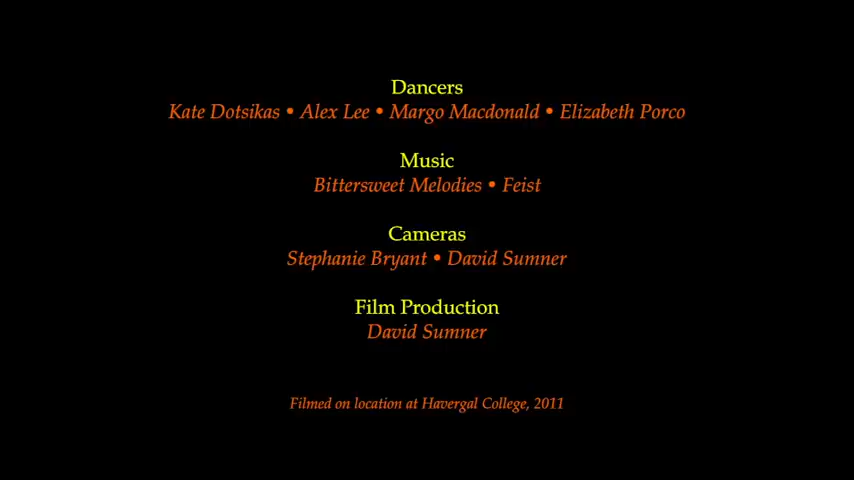 Dancers
Kate Dotsikas • Alex Lee • Margo Macdonald • Elizabeth Porco
Music
Bittersweet Melodies • Feist
Cameras
Stephanie Bryant • David Sumner
Film Production
David Sumner
Filmed on location at Havergal College, 2011